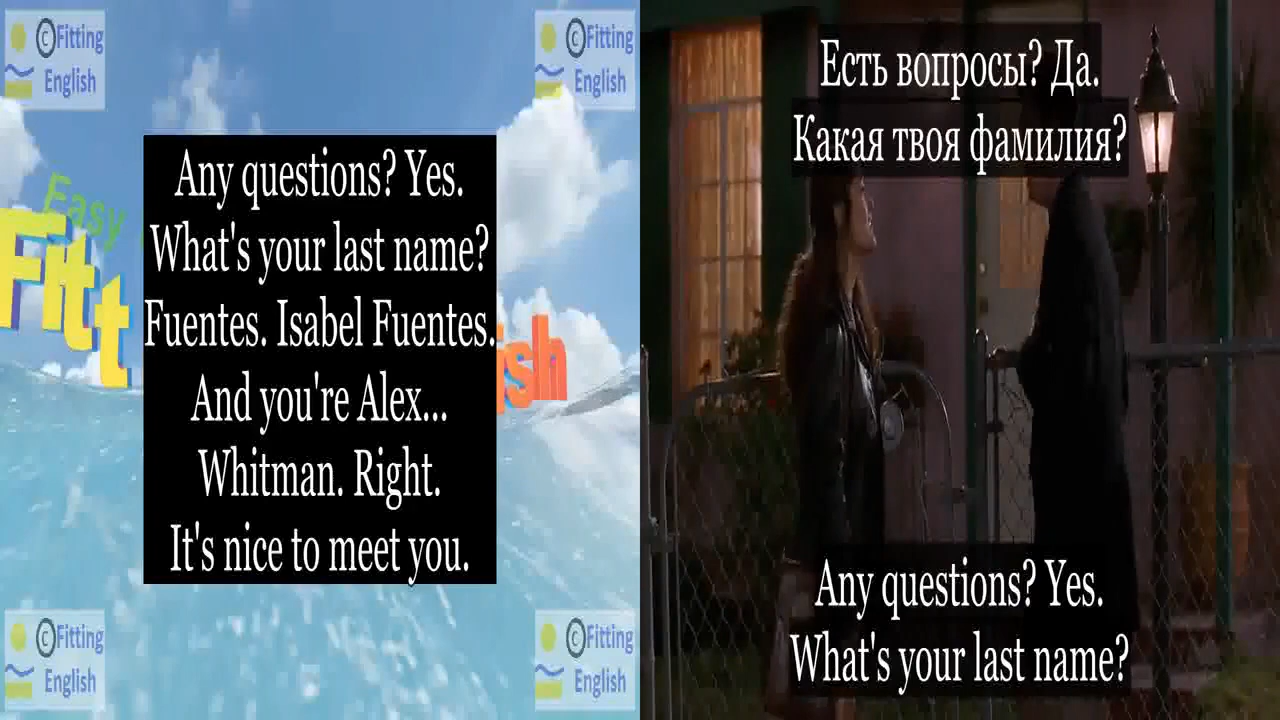 ©Fitting
English
©Fitting
English
Easy
Fitt
ish
Any questions? Yes.
What's your last name?
Fuentes. Isabel Fuentes.
And you're Alex...
Whitman. Right.
It's nice to meet you.
©Fitting
English
©Fitting
English
Есть вопросы? Да.
Какая твоя фамилия?
Any questions? Yes.
What's your last name?